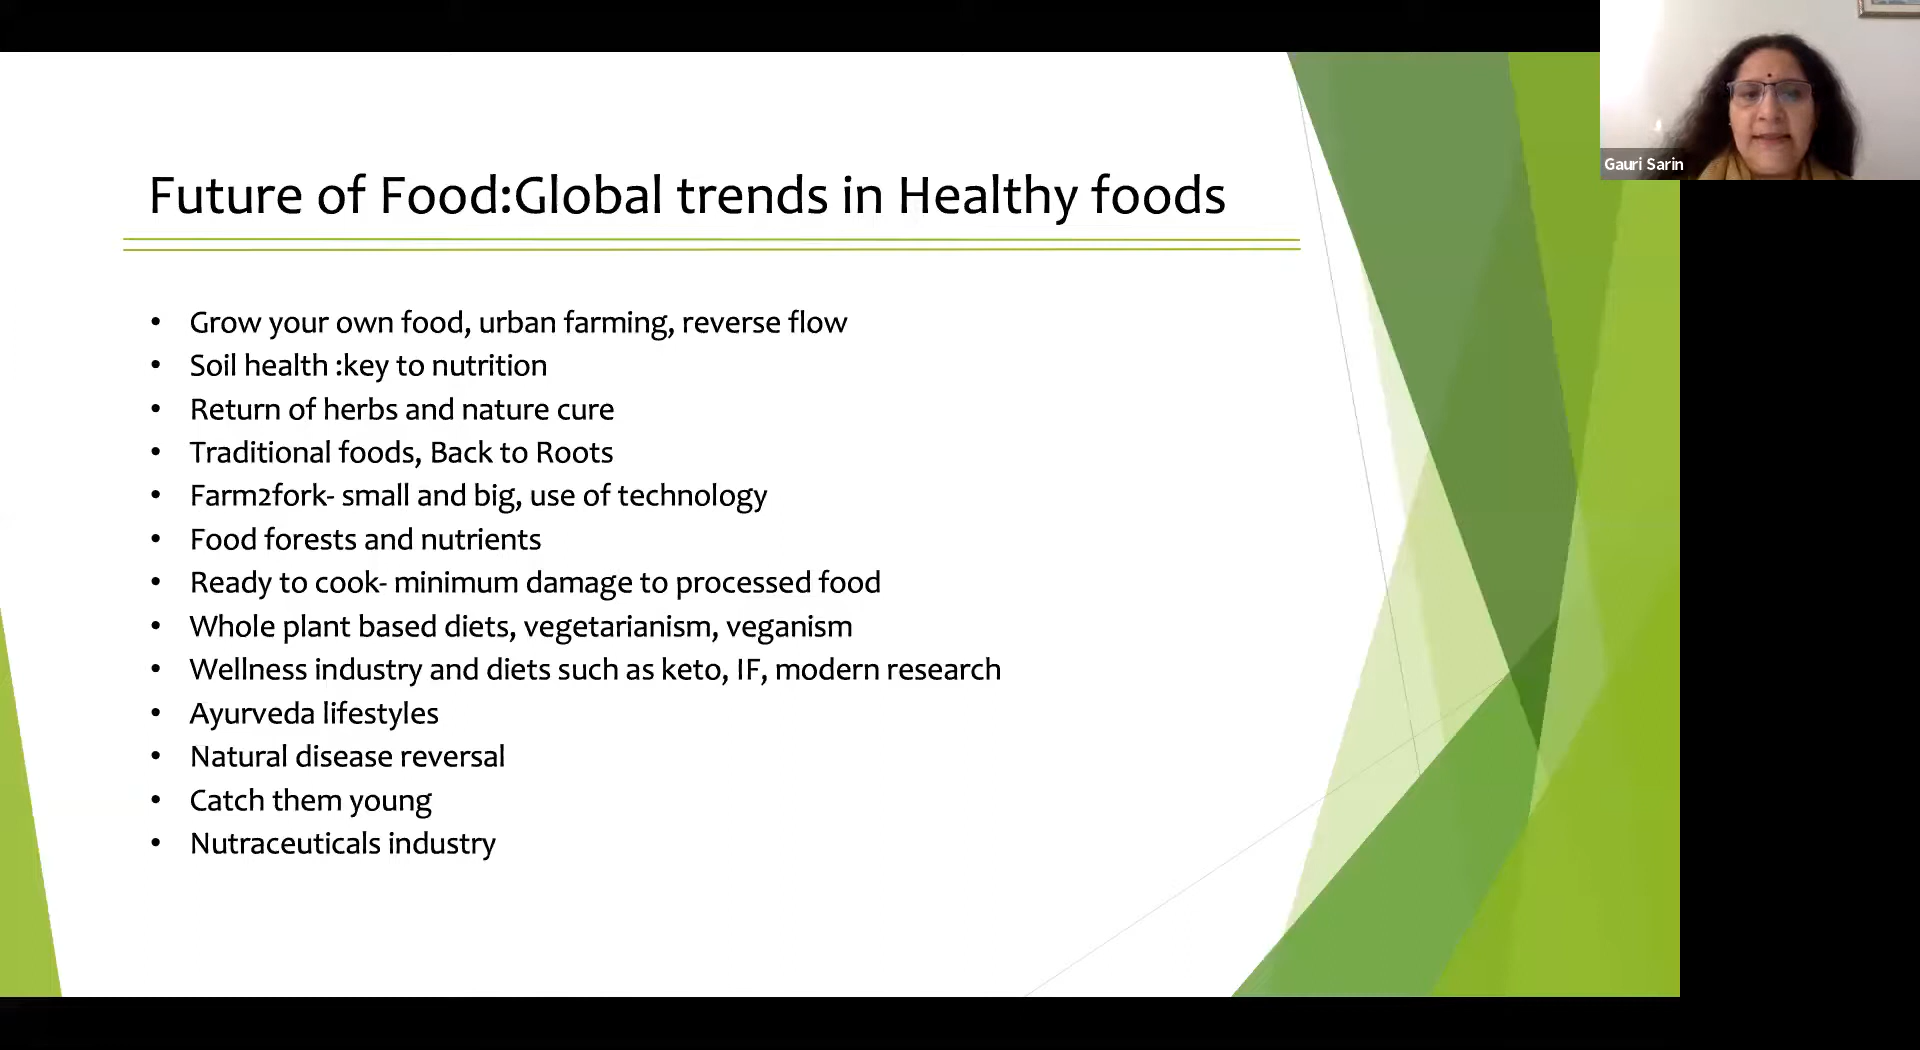 Future of Food:Global trends in Healthy foods
• Grow your own food, urban farming, reverse flow
• Soil health :key to nutrition
• Return of herbs and nature cure
• Traditional foods, Back to Roots
• Farm2fork- small and big, use of technology
• Food forests and nutrients
• Ready to cook- minimum damage to processed food
• Whole plant based diets, vegetarianism, veganism
• Wellness industry and diets such as keto, IF, modern research
• Ayurveda lifestyles
• Natural disease reversal
• Catch them young
• Nutraceuticals industry
Gauri Sarin